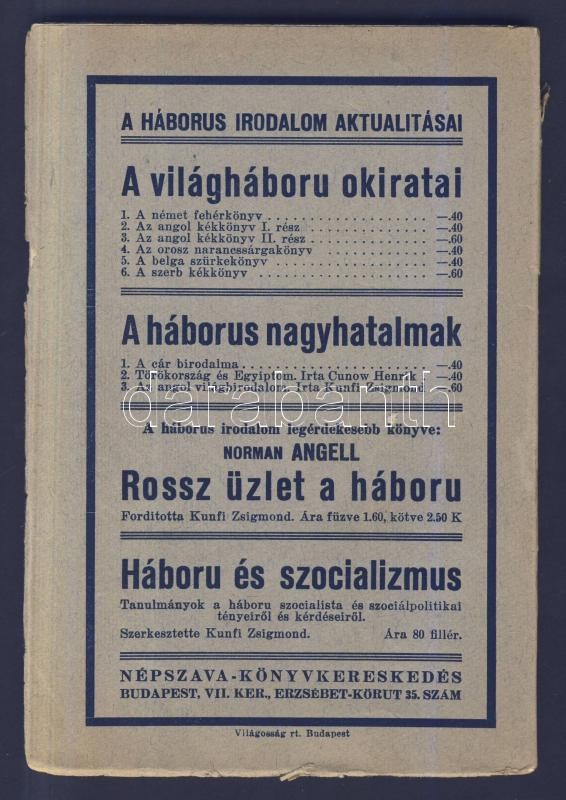 A HÁBORUS IRODALOM AKTUALITÁSAI
A világháboru okiratai
1. A német fehérkönyv . . . . . . . . . . . . . . . —.40
2. Az angol kékkönyv I. rész . . . . . . . . . . . —.40
3. Az angol kékkönyv II. rész . . . . . . . . . . —.60
4. Az orosz narancssárgakönyv . . . . . . . . . —.40
5. A belga szürkekönyv . . . . . . . . . . . . . . —.40
6. A szerb kékkönyv . . . . . . . . . . . . . . . . —.60
A háborus nagyhatalmak
1. A cár birodalma . . . . . . . . . . . . . . . . . —.40
2. Törökország és Egyiptom. Irta Cunow Henrik . —.40
3. Az angol világbirodalom. Irta Kunfi Zsigmond . —.60
darabanth
A háborus irodalom legérdekesebb könyve:
NORMAN ANGELL
Rossz üzlet a háboru
Forditotta Kunfi Zsigmond. Ára füzve 1.60, kötve 2.50 K
Háboru és szocializmus
Tanulmányok a háboru szocialista és szociálpolitikai
tényeiről és kérdéseiről.
Szerkesztette Kunfi Zsigmond. Ára 80 fillér.
NÉPSZAVA-KÖNYVKERESKEDÉS
BUDAPEST, VII. KER., ERZSÉBET-KÖRUT 35. SZÁM
Világosság rt. Budapest